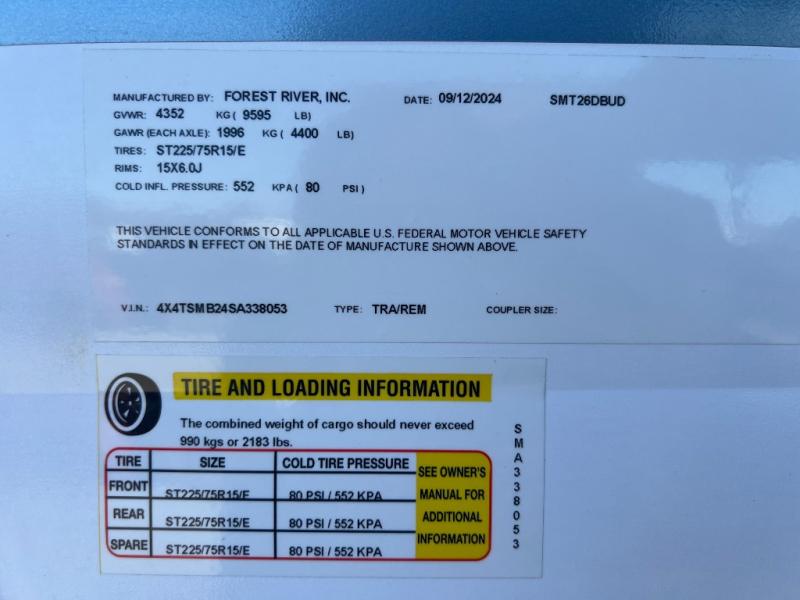 MANUFACTURED BY: FOREST RIVER, INC. DATE: 09/12/2024 SMT26DBUD
GVWR: 4352 KG ( 9595 LB)
GAWR (EACH AXLE): 1996 KG ( 4400 LB)
TIRES: ST225/75R15/E
RIMS: 15X6.0J
COLD INFL. PRESSURE: 552 KPA ( 80 PSI )
THIS VEHICLE CONFORMS TO ALL APPLICABLE U.S. FEDERAL MOTOR VEHICLE SAFETY
STANDARDS IN EFFECT ON THE DATE OF MANUFACTURE SHOWN ABOVE.
V.I.N.: 4X4TSMB24SA338053 TYPE: TRA/REM COUPLER SIZE:
TIRE AND LOADING INFORMATION
The combined weight of cargo should never exceed
990 kgs or 2183 lbs.
TIRE SIZE COLD TIRE PRESSURE
FRONT ST225/75R15/E 80 PSI / 552 KPA
REAR ST225/75R15/E 80 PSI / 552 KPA
SPARE ST225/75R15/E 80 PSI / 552 KPA
SEE OWNER'S
MANUAL FOR
ADDITIONAL
INFORMATION
SMA338053